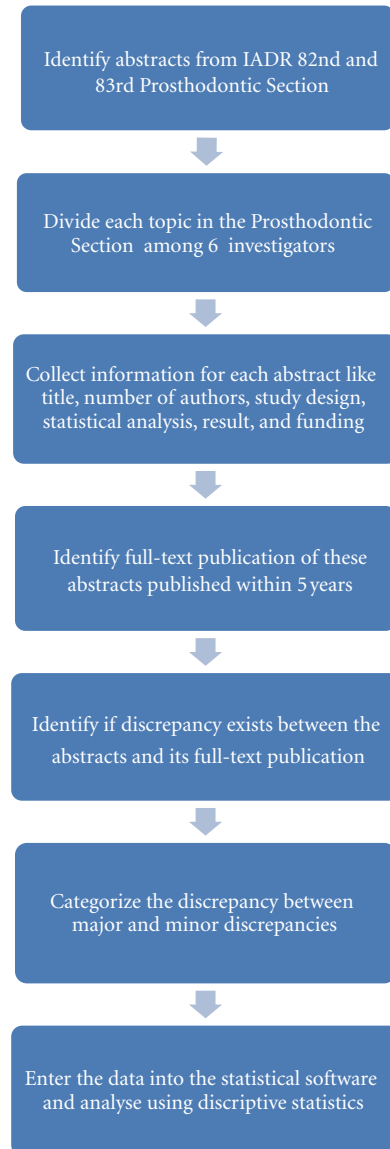 Identify abstracts from IADR 82nd and
83rd Prosthodontic Section
Divide each topic in the Prosthodontic
Section among 6 investigators
Collect information for each abstract like
title, number of authors, study design,
statistical analysis, result, and funding
Identify full-text publication of these
abstracts published within 5 years
Identify if discrepancy exists between the
abstracts and its full-text publication
Categorize the discrepancy between
major and minor discrepancies
Enter the data into the statistical software
and analyse using discriptive statistics